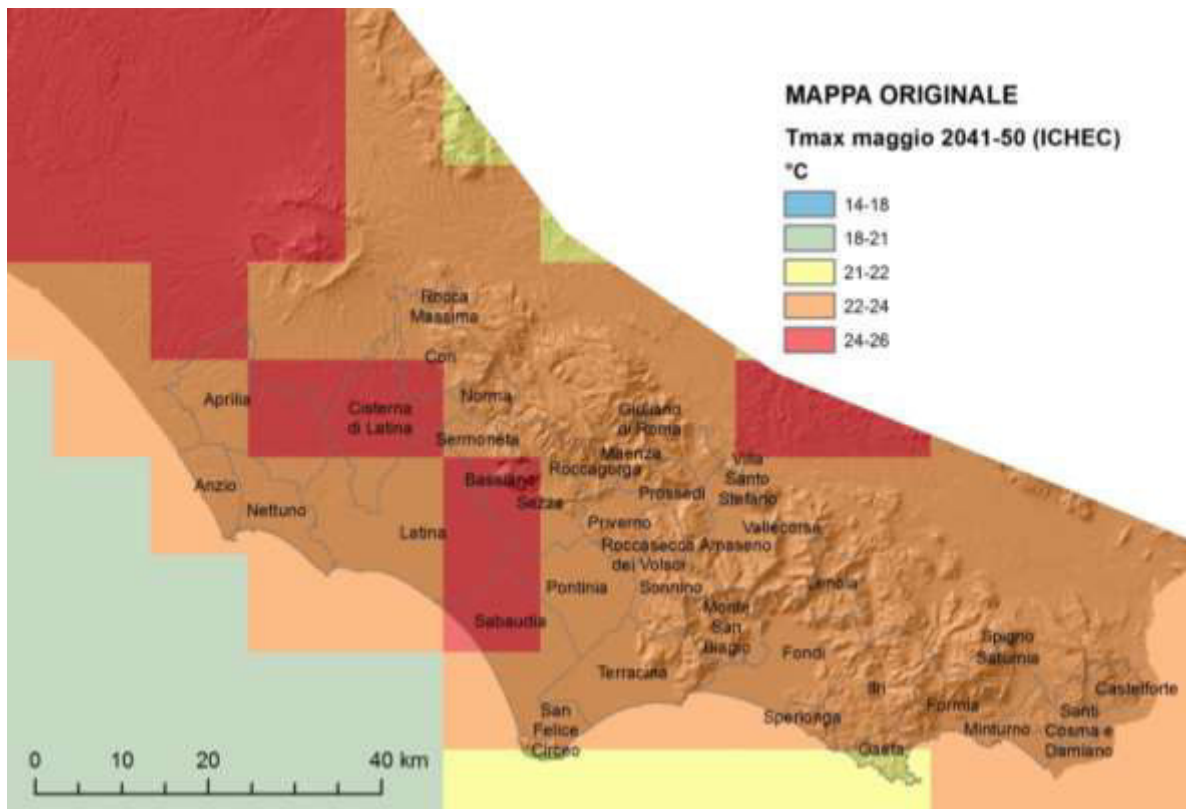 MAPPA ORIGINALE
Tmax maggio 2041-50 (ICHEC)
°C
14-18
18-21
21-22
22-24
24-26
Rocca
Massima
Cori
Aprilia
Cisterna
di Latina
Norma
Giuliano
di Roma
Sermoneta
Maenza
Roccagorga
Villa
Santo
Stefano
Bassiano
Anzio
Sezze
Prossedi
Nettuno
Latina
Priverno
Vallecorsa
Roccasecca
dei Volsci
Amaseno
Pontinia
Sonnino
Lenola
Monte
San
Biagio
Sabaudia
Fondi
Spigno
Saturnia
Terracina
Itri
Castelforte
San
Felice
Circeo
Sperlonga
Formia
Minturno
Santi
Cosma e
Damiano
Gaeta
0 10 20 40 km